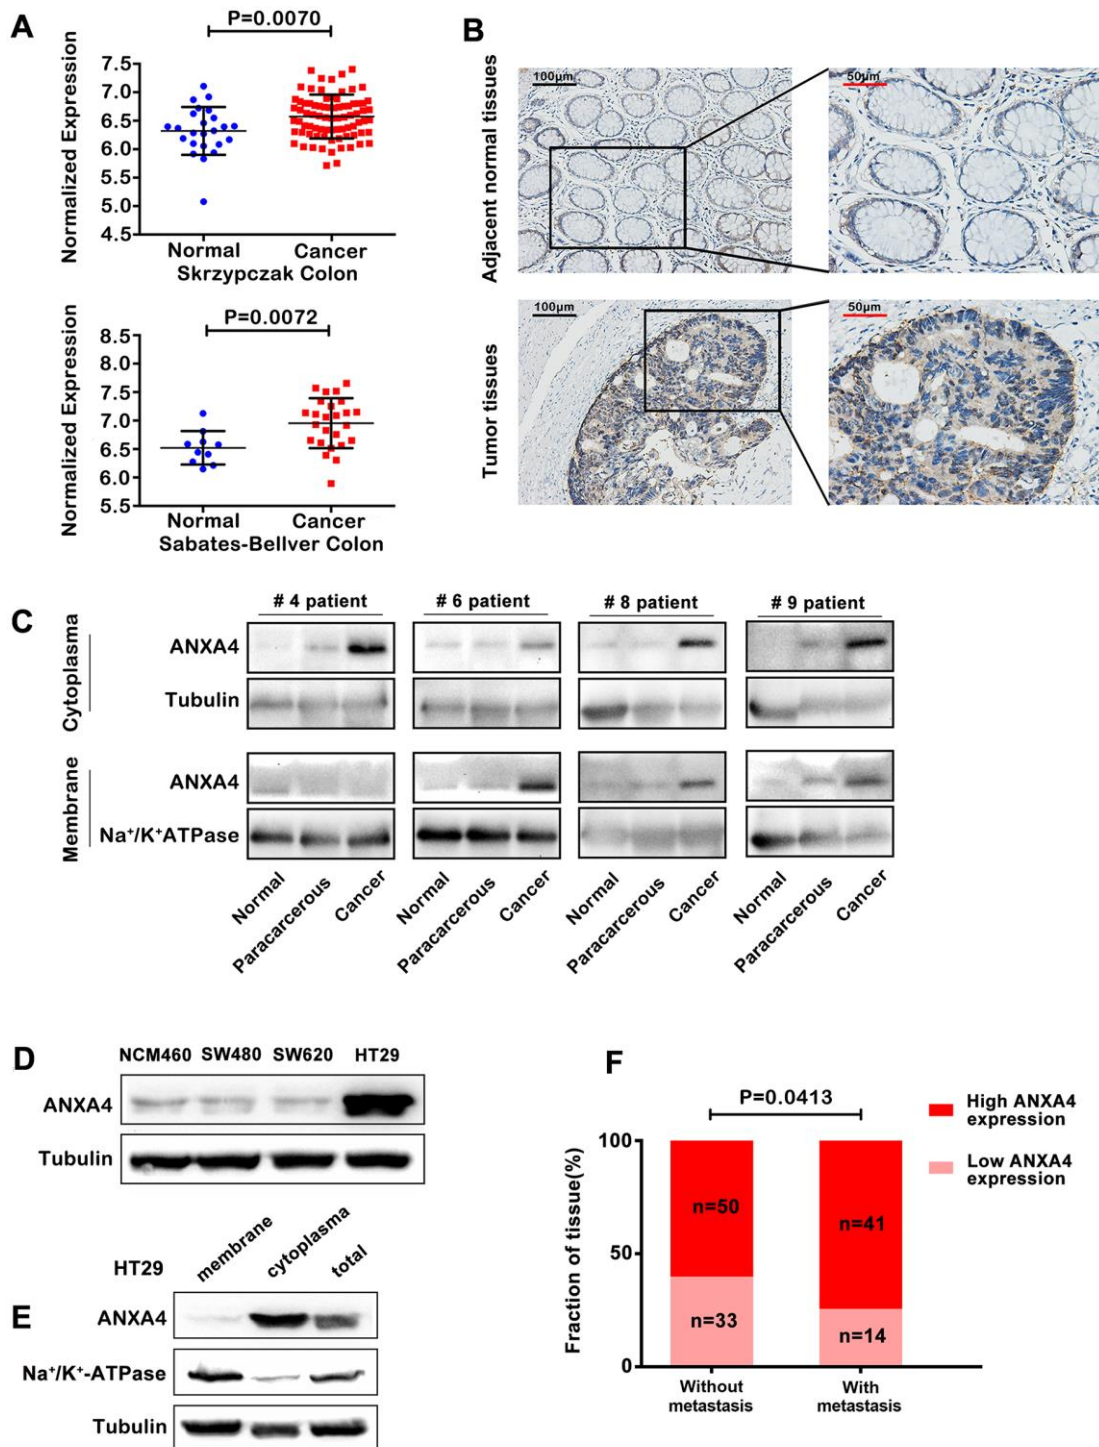 A
P=0.0070
Normalized Expression
7.5
7.0
6.5
6.0
5.5
5.0
4.5
Normal
Cancer
Skrzypczak Colon
P=0.0072
Normalized Expression
8.5
8.0
7.5
7.0
6.5
6.0
5.5
Normal
Cancer
Sabates-Bellver Colon
B
Adjacent normal tissues
100μm
50μm
Tumor tissues
100μm
50μm
C
# 4 patient
# 6 patient
# 8 patient
# 9 patient
Cytoplasma
ANXA4
Tubulin
Membrane
ANXA4
Na⁺/K⁺ATPase
Normal
Paracarcerous
Cancer
Normal
Paracarcerous
Cancer
Normal
Paracarcerous
Cancer
Normal
Paracarcerous
Cancer
D
NCM460 SW480 SW620 HT29
ANXA4
Tubulin
E
HT29
membrane
cytoplasma
total
ANXA4
Na⁺/K⁺-ATPase
Tubulin
F
P=0.0413
High ANXA4
expression
Low ANXA4
expression
Fraction of tissue(%)
100
50
0
n=50
n=33
n=41
n=14
Without
metastasis
With
metastasis